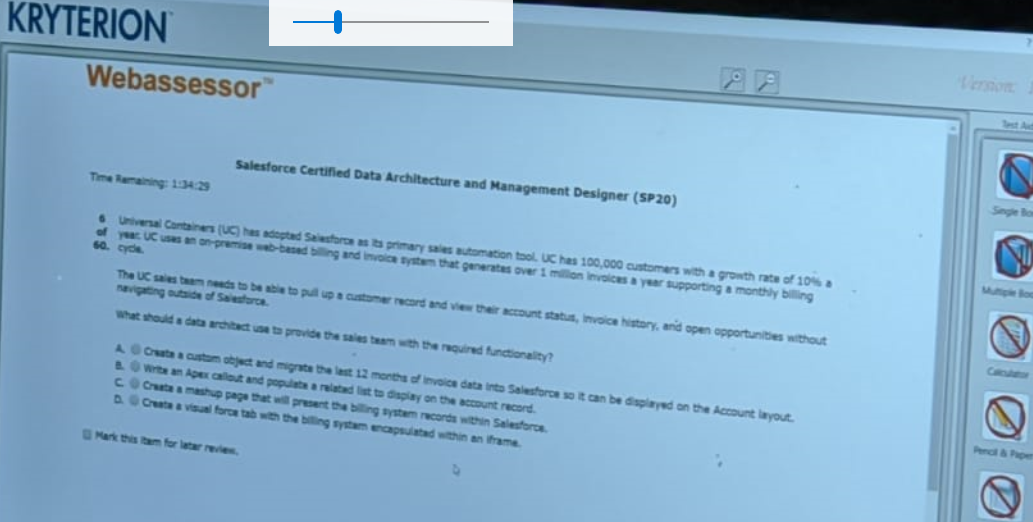 KRYTERION
Webassessor™
Version:
Test Aid
Salesforce Certified Data Architecture and Management Designer (SP20)
Time Remaining: 1:34:29
6 Universal Containers (UC) has adopted Salesforce as its primary sales automation tool. UC has 100,000 customers with a growth rate of 10% a
of year. UC uses an on-premise web-based billing and invoice system that generates over 1 million invoices a year supporting a monthly billing
60. cycle.
The UC sales team needs to be able to pull up a customer record and view their account status, invoice history, and open opportunities without
navigating outside of Salesforce.
What should a data architect use to provide the sales team with the required functionality?
A. Create a custom object and migrate the last 12 months of invoice data into Salesforce so it can be displayed on the Account layout.
B. Write an Apex callout and populate a related list to display on the account record.
C. Create a mashup page that will present the billing system records within Salesforce.
D. Create a visual force tab with the billing system encapsulated within an iframe.
Mark this item for later review.
Single Bo
Multiple Bo
Calculator
Pencil & Pape